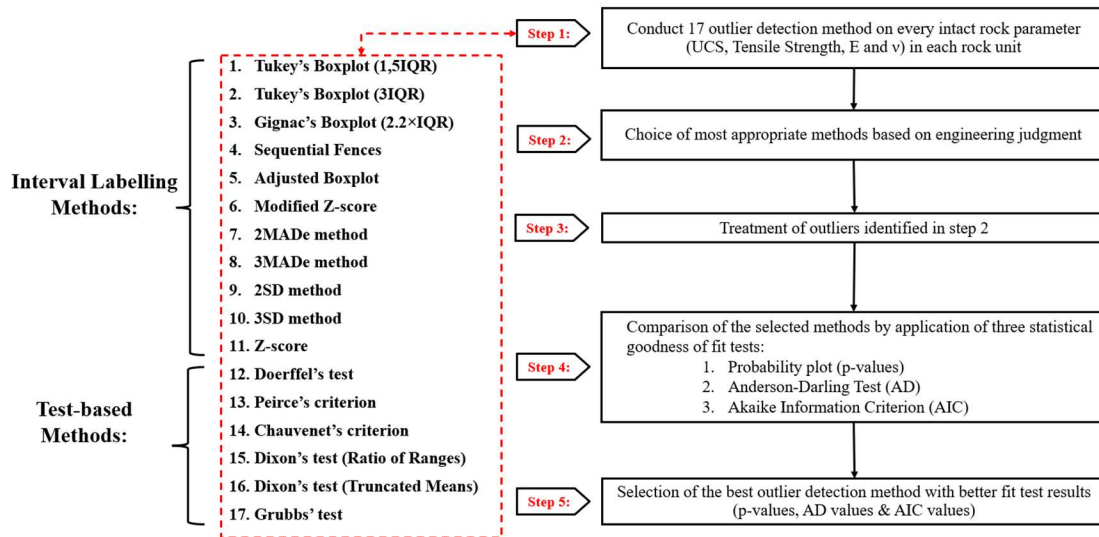 Interval Labelling
Methods:
Test-based
Methods:
1. Tukey's Boxplot (1,5IQR)
2. Tukey's Boxplot (3IQR)
3. Gignac's Boxplot (2.2×IQR)
4. Sequential Fences
5. Adjusted Boxplot
6. Modified Z-score
7. 2MADe method
8. 3MADe method
9. 2SD method
10. 3SD method
11. Z-score
12. Doerffel's test
13. Peirce's criterion
14. Chauvenet's criterion
15. Dixon's test (Ratio of Ranges)
16. Dixon's test (Truncated Means)
17. Grubbs' test
Step 1:
Conduct 17 outlier detection method on every intact rock parameter
(UCS, Tensile Strength, E and ν) in each rock unit
Step 2:
Choice of most appropriate methods based on engineering judgment
Step 3:
Treatment of outliers identified in step 2
Step 4:
Comparison of the selected methods by application of three statistical
goodness of fit tests:
1. Probability plot (p-values)
2. Anderson-Darling Test (AD)
3. Akaike Information Criterion (AIC)
Step 5:
Selection of the best outlier detection method with better fit test results
(p-values, AD values & AIC values)